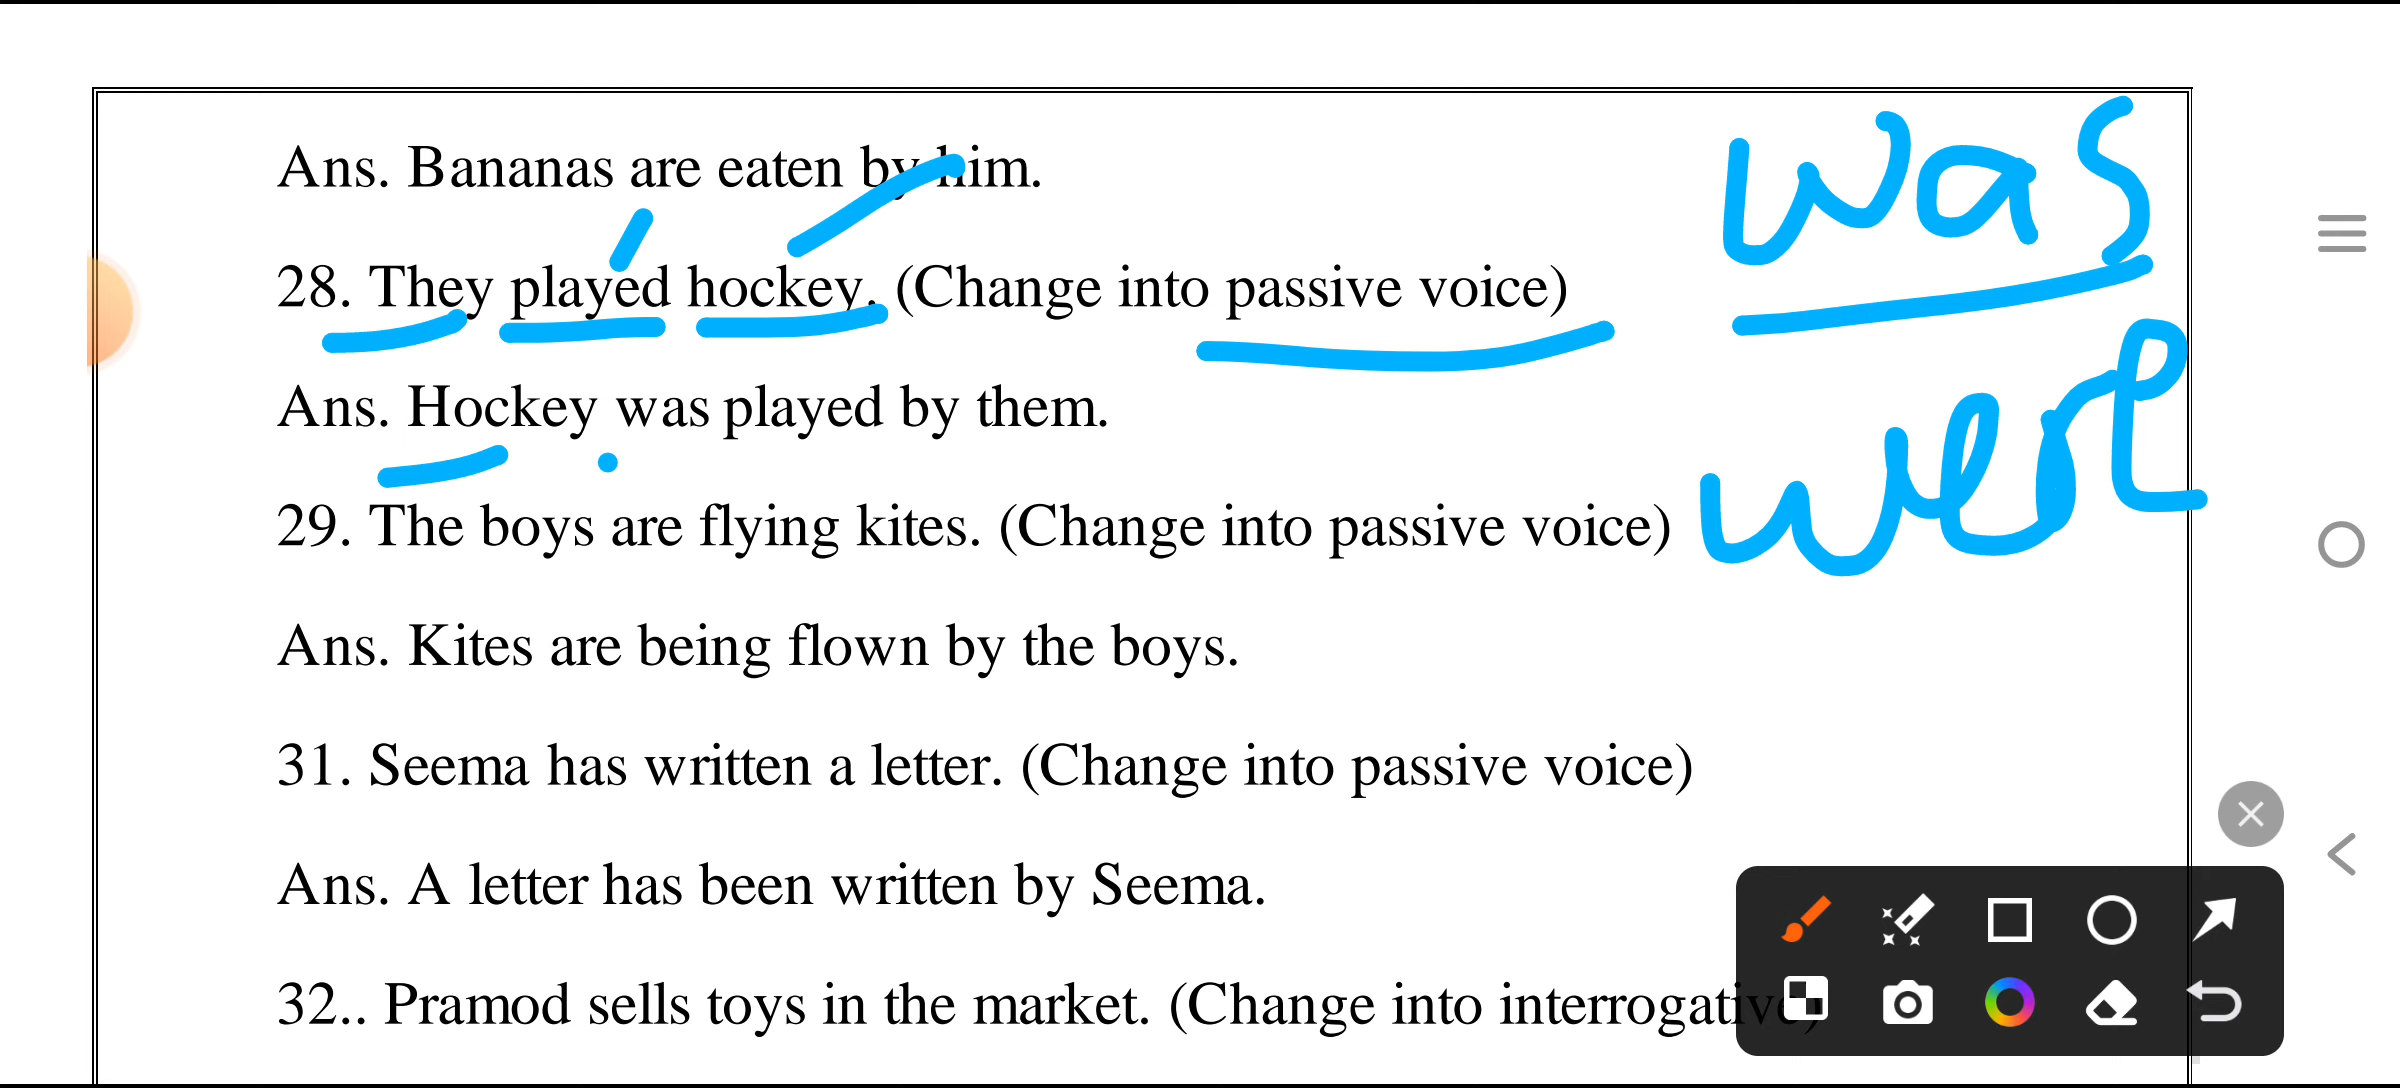 Ans. Bananas are eaten by him.
was
28. They played hockey. (Change into passive voice)
Ans. Hockey was played by them.
were
29. The boys are flying kites. (Change into passive voice)
Ans. Kites are being flown by the boys.
31. Seema has written a letter. (Change into passive voice)
Ans. A letter has been written by Seema.
32.. Pramod sells toys in the market. (Change into interrogative)